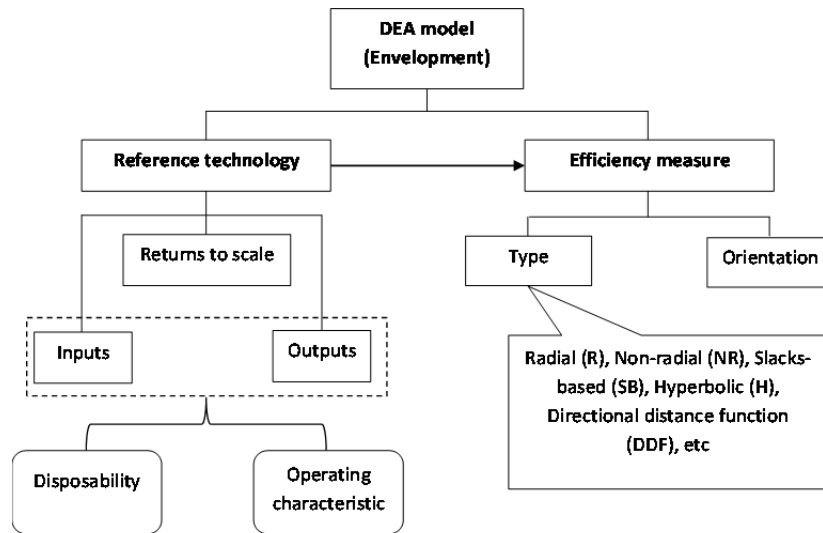 DEA model
(Envelopment)
Reference technology
Efficiency measure
Returns to scale
Type
Orientation
Inputs
Outputs
Radial (R), Non-radial (NR), Slacks-
based (SB), Hyperbolic (H),
Directional distance function
(DDF), etc
Disposability
Operating
characteristic